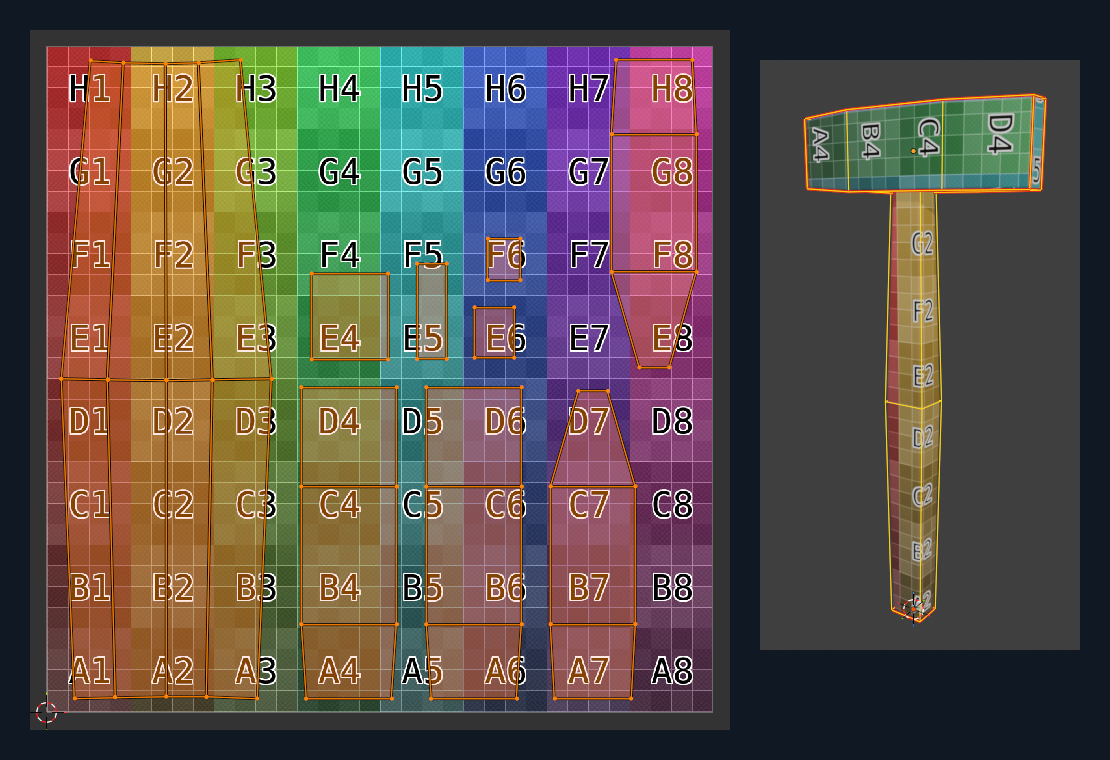 H1 H2 H3 H4 H5 H6 H7 H8
G1 G2 G3 G4 G5 G6 G7 G8
F1 F2 F3 F4 F5 F6 F7 F8
E1 E2 E3 E4 E5 E6 E7 E8
D1 D2 D3 D4 D5 D6 D7 D8
C1 C2 C3 C4 C5 C6 C7 C8
B1 B2 B3 B4 B5 B6 B7 B8
A1 A2 A3 A4 A5 A6 A7 A8
A4 B4 C4 D4
G2
F2
E2
D2
C2
B2